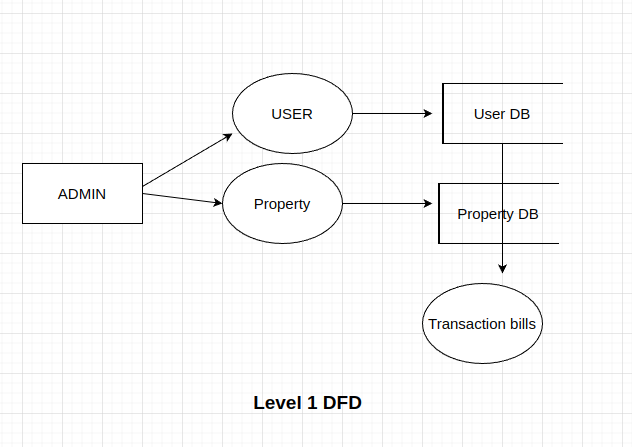 USER
User DB
ADMIN
Property
Property DB
Transaction bills
Level 1 DFD